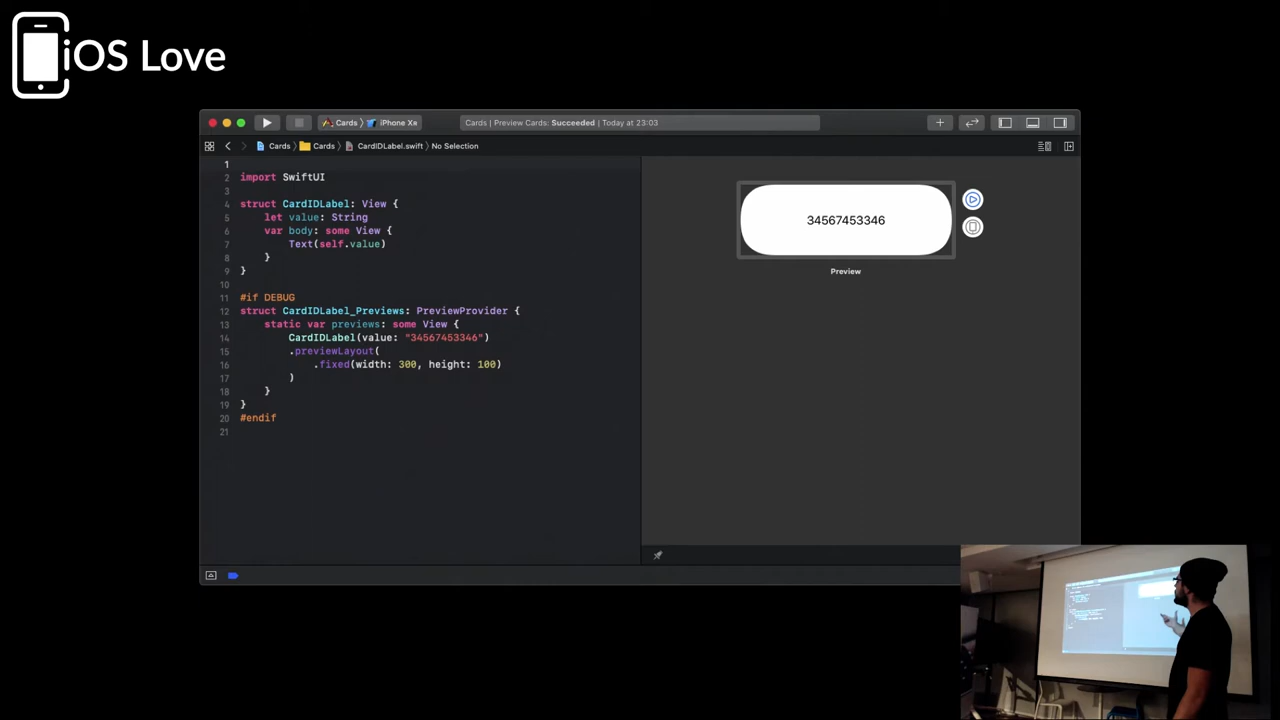 iOS Love
Cards 〉 iPhone Xʀ
Cards | Preview Cards: Succeeded | Today at 23:03
Cards 〉 Cards 〉 CardIDLabel.swift 〉 No Selection
1
2 import SwiftUI
3
4 struct CardIDLabel: View {
5 let value: String
6 var body: some View {
7 Text(self.value)
8 }
9 }
10
11 #if DEBUG
12 struct CardIDLabel_Previews: PreviewProvider {
13 static var previews: some View {
14 CardIDLabel(value: "34567453346")
15 .previewLayout(
16 .fixed(width: 300, height: 100)
17 )
18 }
19 }
20 #endif
21
34567453346
Preview